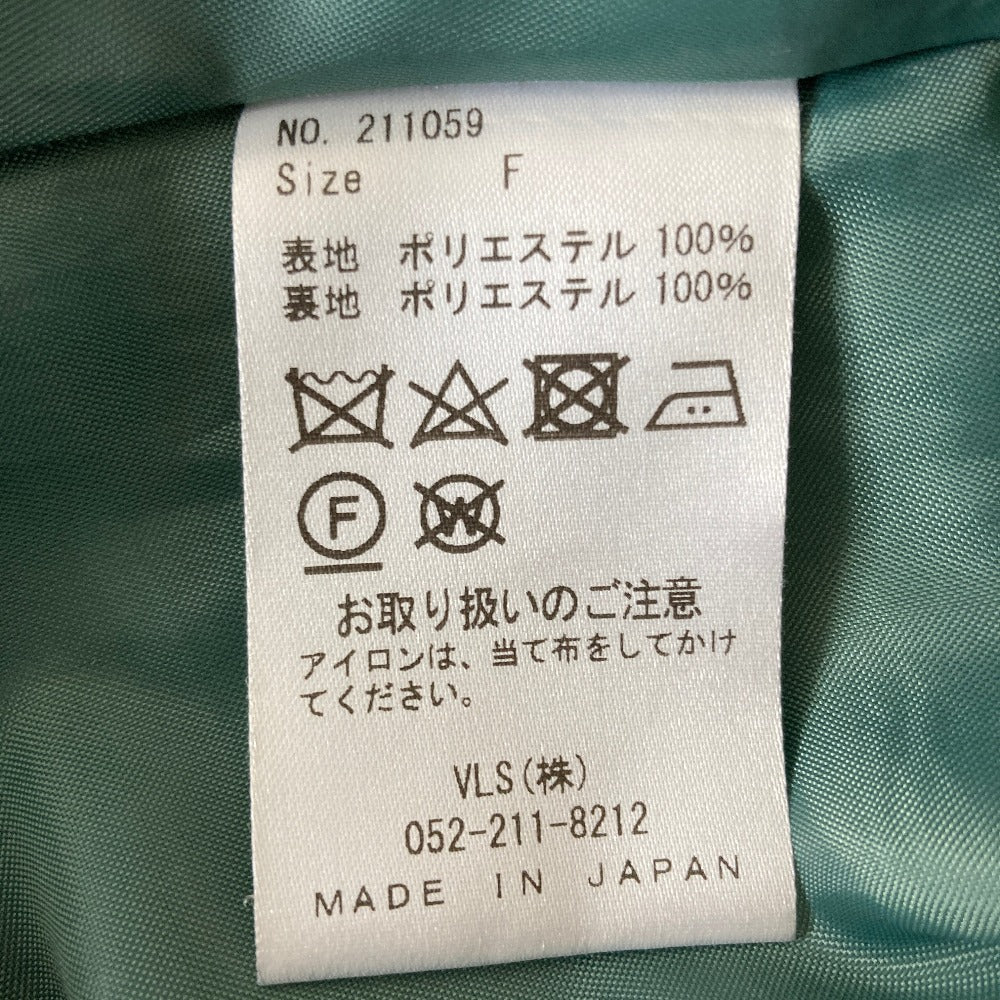 NO. 211059
Size F
表地 ポリエステル 100%
裏地 ポリエステル 100%
F W
お取り扱いのご注意
アイロンは、当て布をしてかけ
てください。
VLS(株)
052-211-8212
MADE IN JAPAN